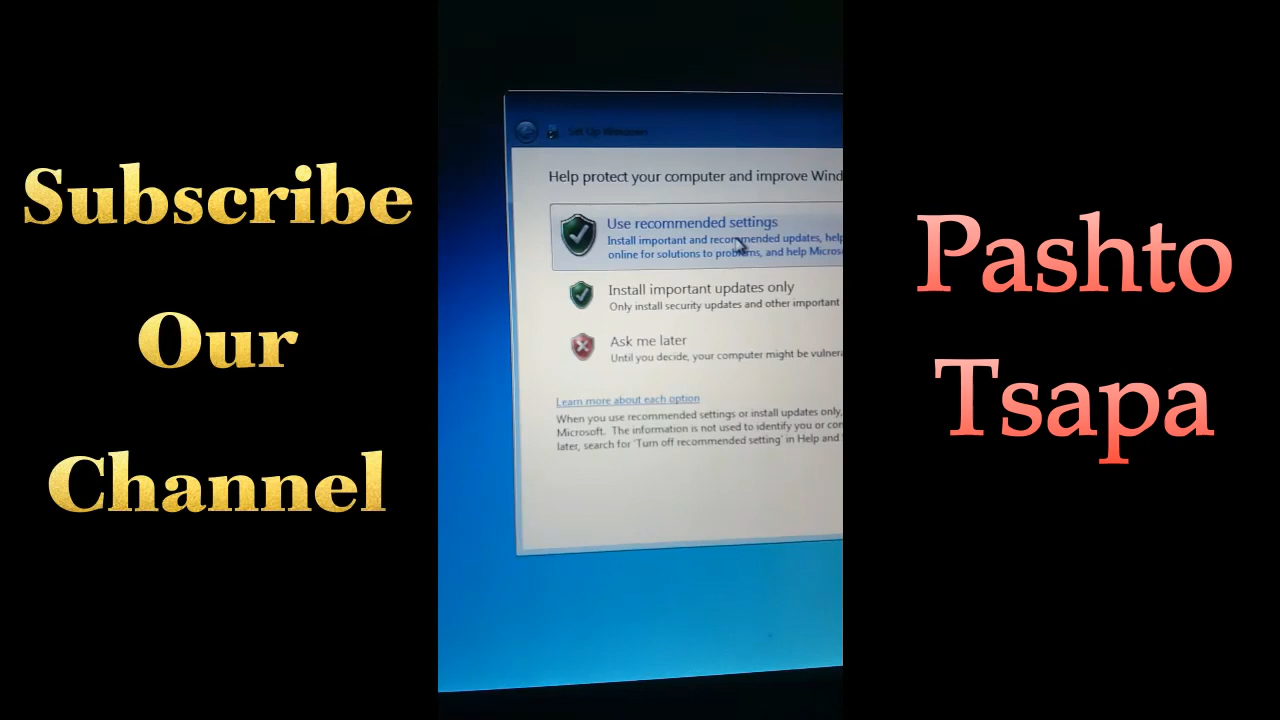 Subscribe
Our
Channel
Set Up Windows
Help protect your computer and improve Wind
Use recommended settings
Install important and recommended updates, help
online for solutions to problems, and help Micros
Install important updates only
Only install security updates and other important
Ask me later
Until you decide, your computer might be vulnera
Learn more about each option
When you use recommended settings or install updates only,
Microsoft. The information is not used to identify you or con
later, search for 'Turn off recommended setting' in Help and
Pashto
Tsapa